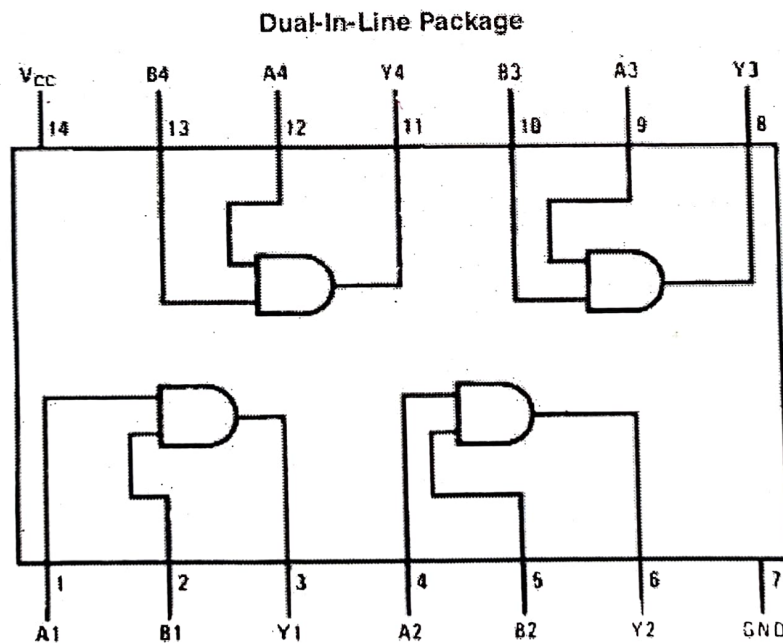 Dual-In-Line Package
VCC B4 A4 Y4 B3 A3 Y3
14 13 12 11 10 9 8
1 2 3 4 5 6 7
A1 B1 Y1 A2 B2 Y2 GND